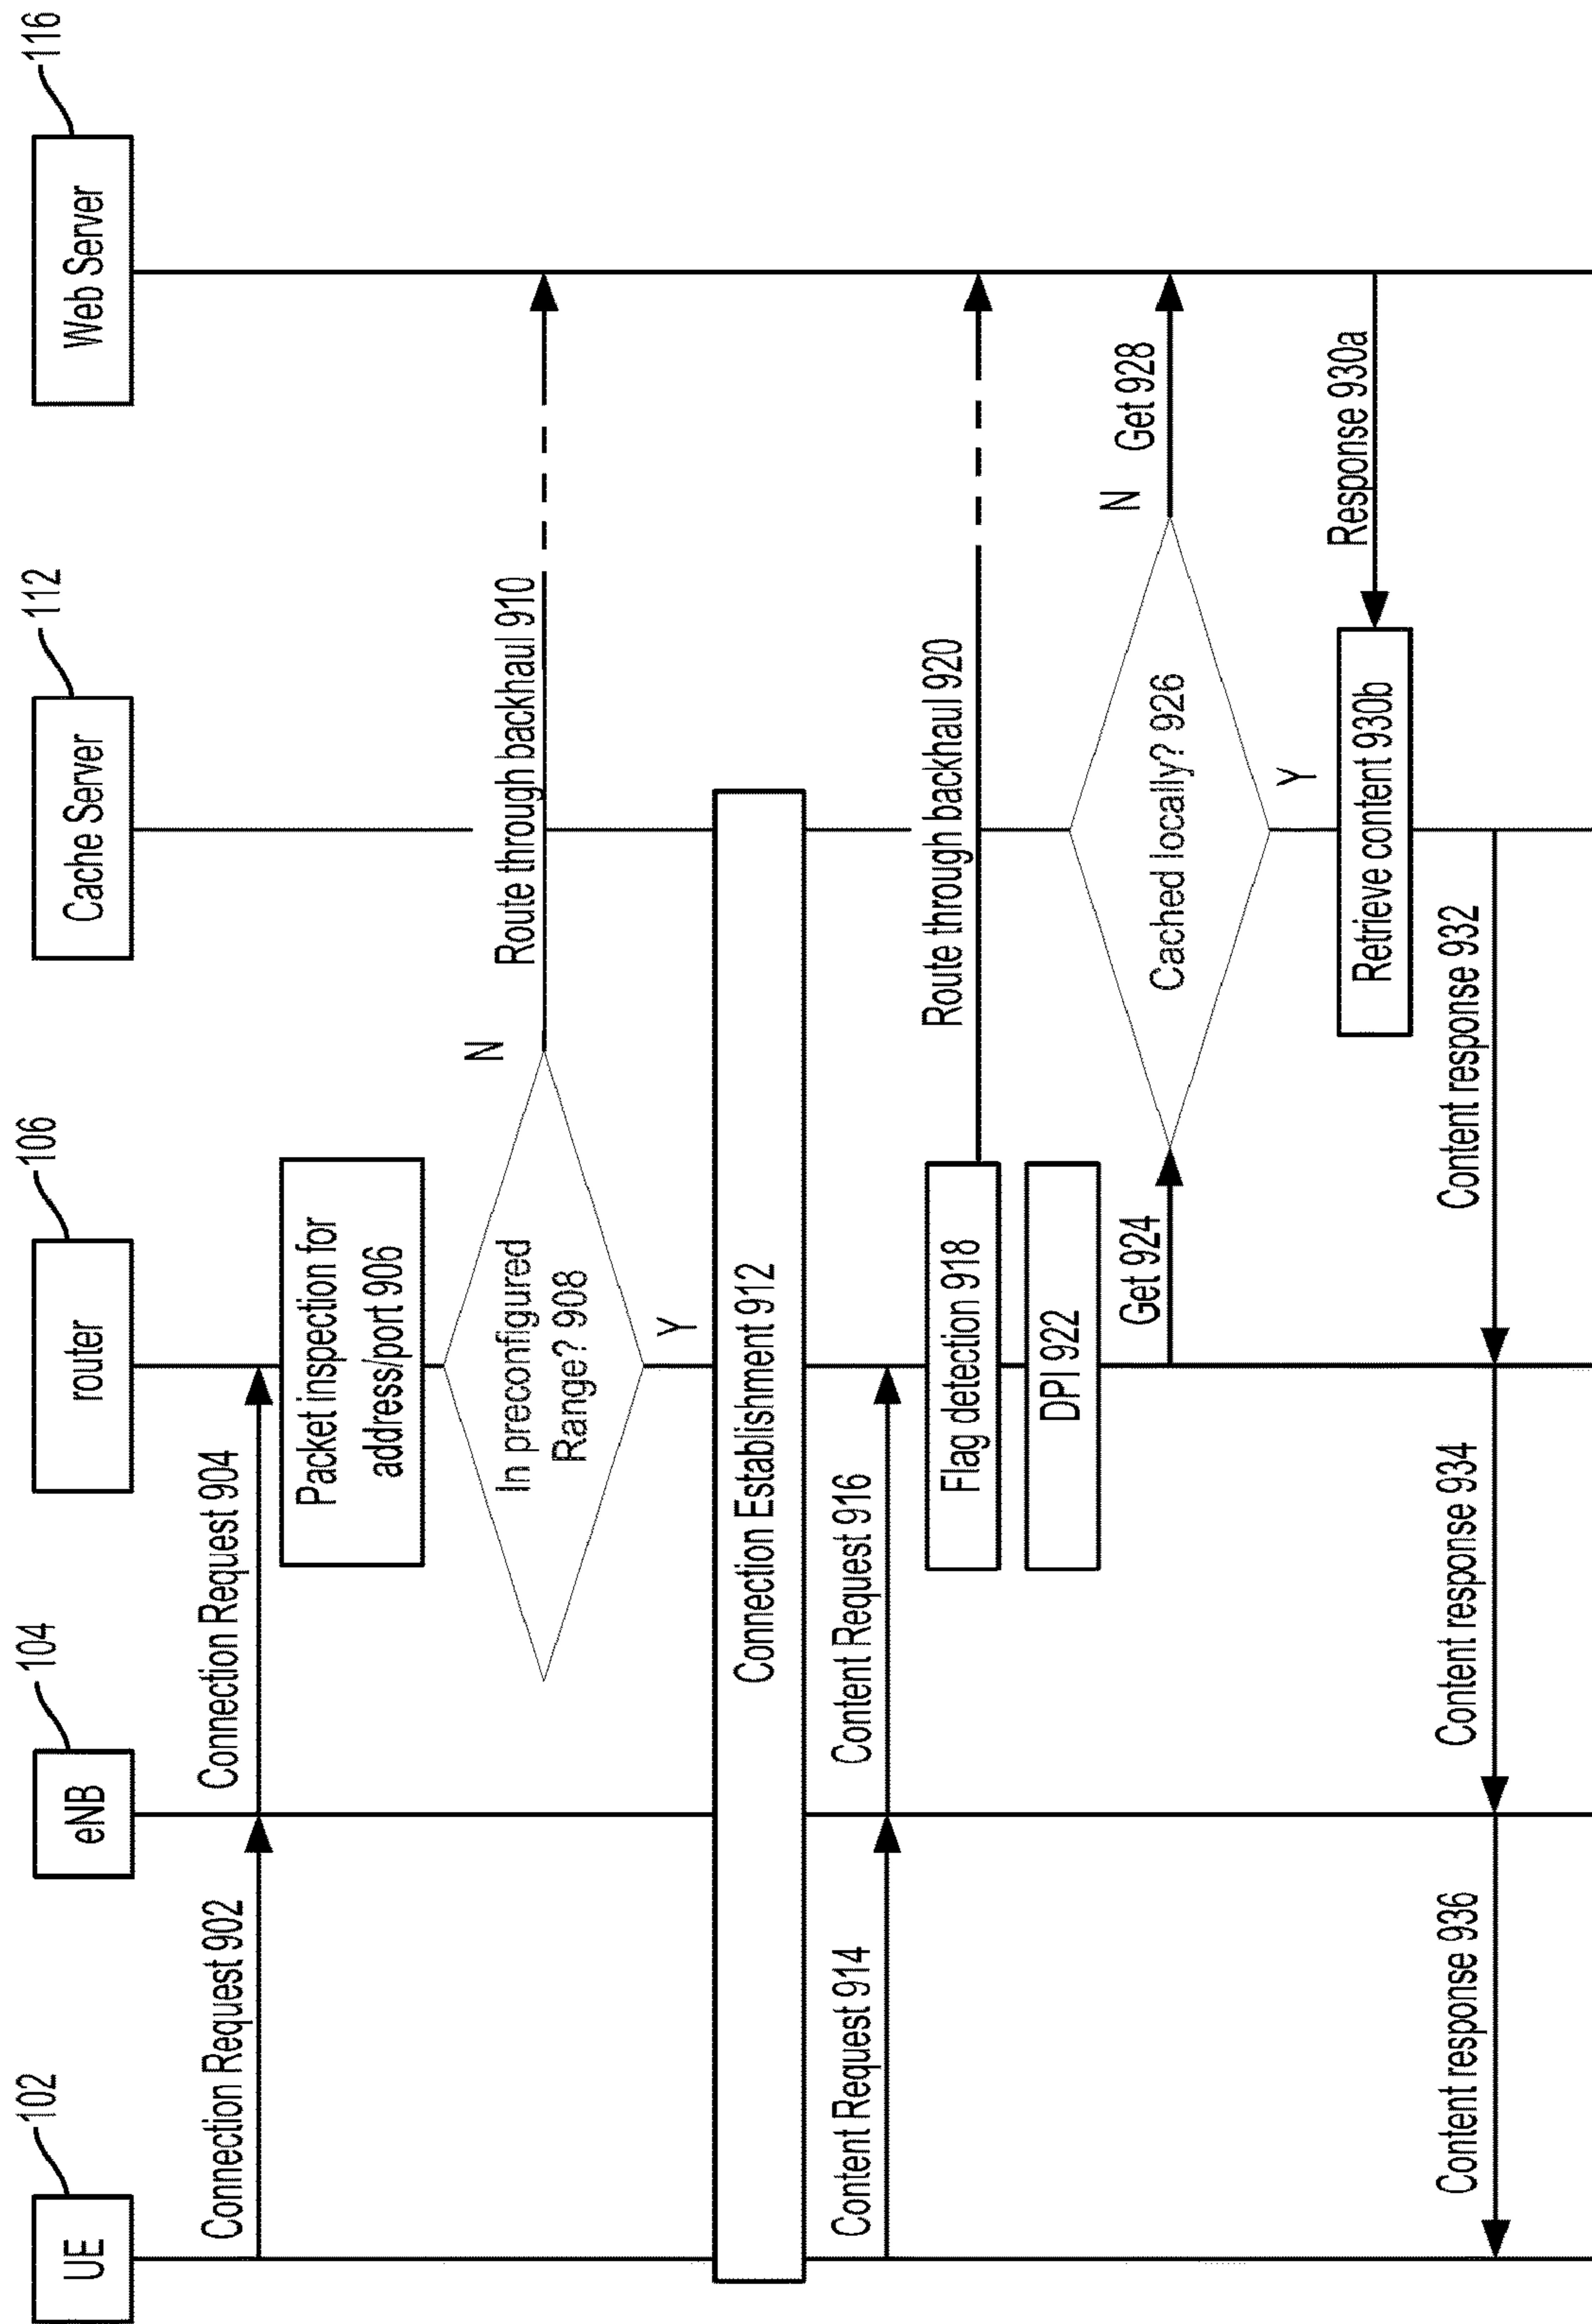 UE
102
eNB
104
router
106
Cache Server
112
Web Server
116
Connection Request 902
Connection Request 904
Packet inspection for
address/port 906
In preconfigured
Range? 908
N
Route through backhaul 910
Y
Connection Establishment 912
Content Request 914
Content Request 916
Flag detection 918
Route through backhaul 920
DPI 922
Get 924
Cached locally? 926
N
Get 928
Y
Response 930a
Retrieve content 930b
Content response 932
Content response 934
Content response 936